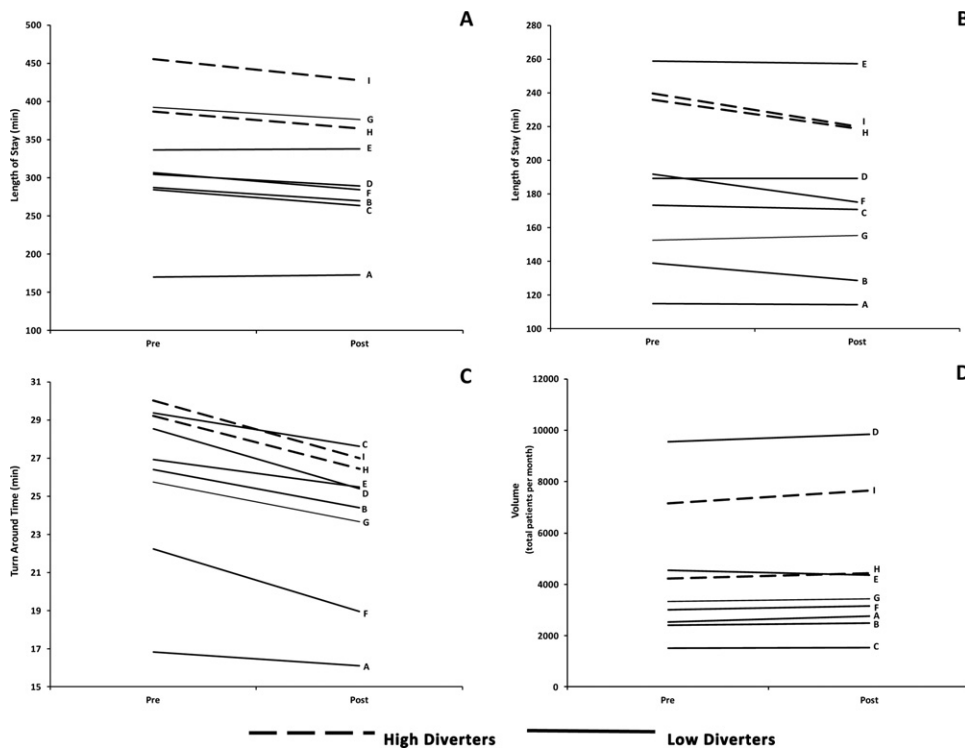 A
500
450
400
350
300
250
200
150
100
Length of Stay (min)
Pre
Post
I
G
H
E
D
F
B
C
A
B
280
260
240
220
200
180
160
140
120
100
Length of Stay (min)
Pre
Post
E
I
H
D
F
C
G
B
A
C
31
29
27
25
23
21
19
17
15
Turn Around Time (min)
Pre
Post
C
I
H
E
D
B
G
F
A
D
12000
10000
8000
6000
4000
2000
0
Volume
(total patients per month)
Pre
Post
D
I
H
E
G
F
A
B
C
High Diverters
Low Diverters